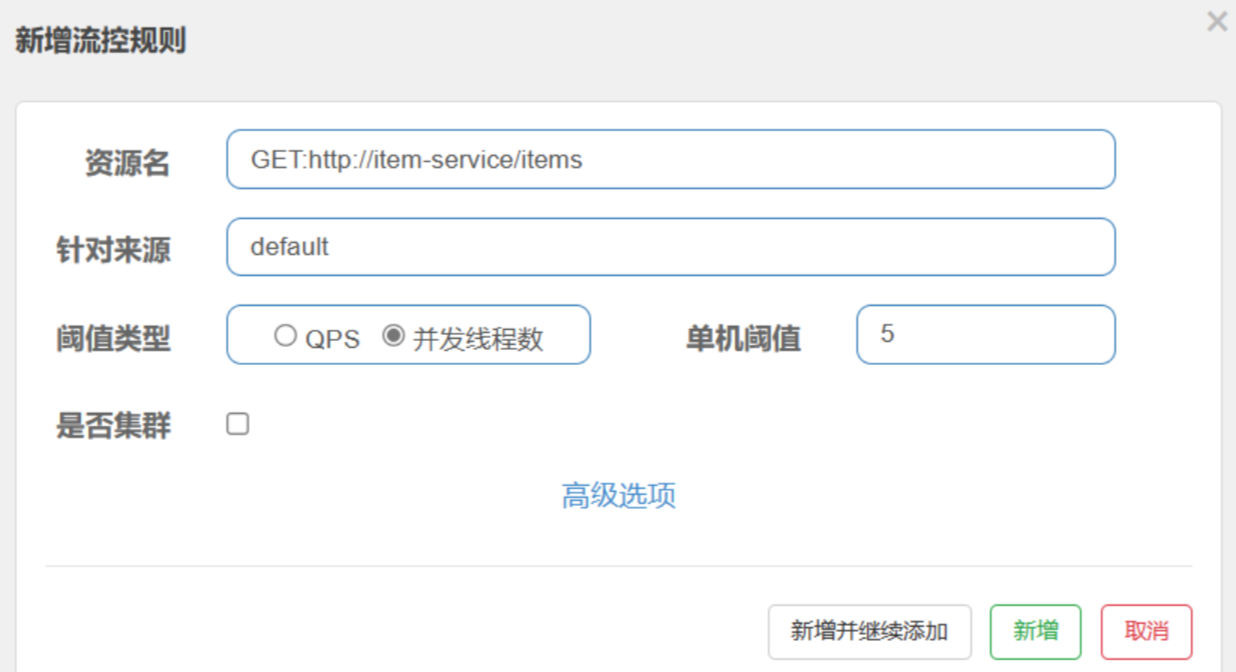 新增流控规则
资源名 GET:http://item-service/items
针对来源 default
阈值类型 QPS 并发线程数 单机阈值 5
是否集群
高级选项
新增并继续添加 新增 取消